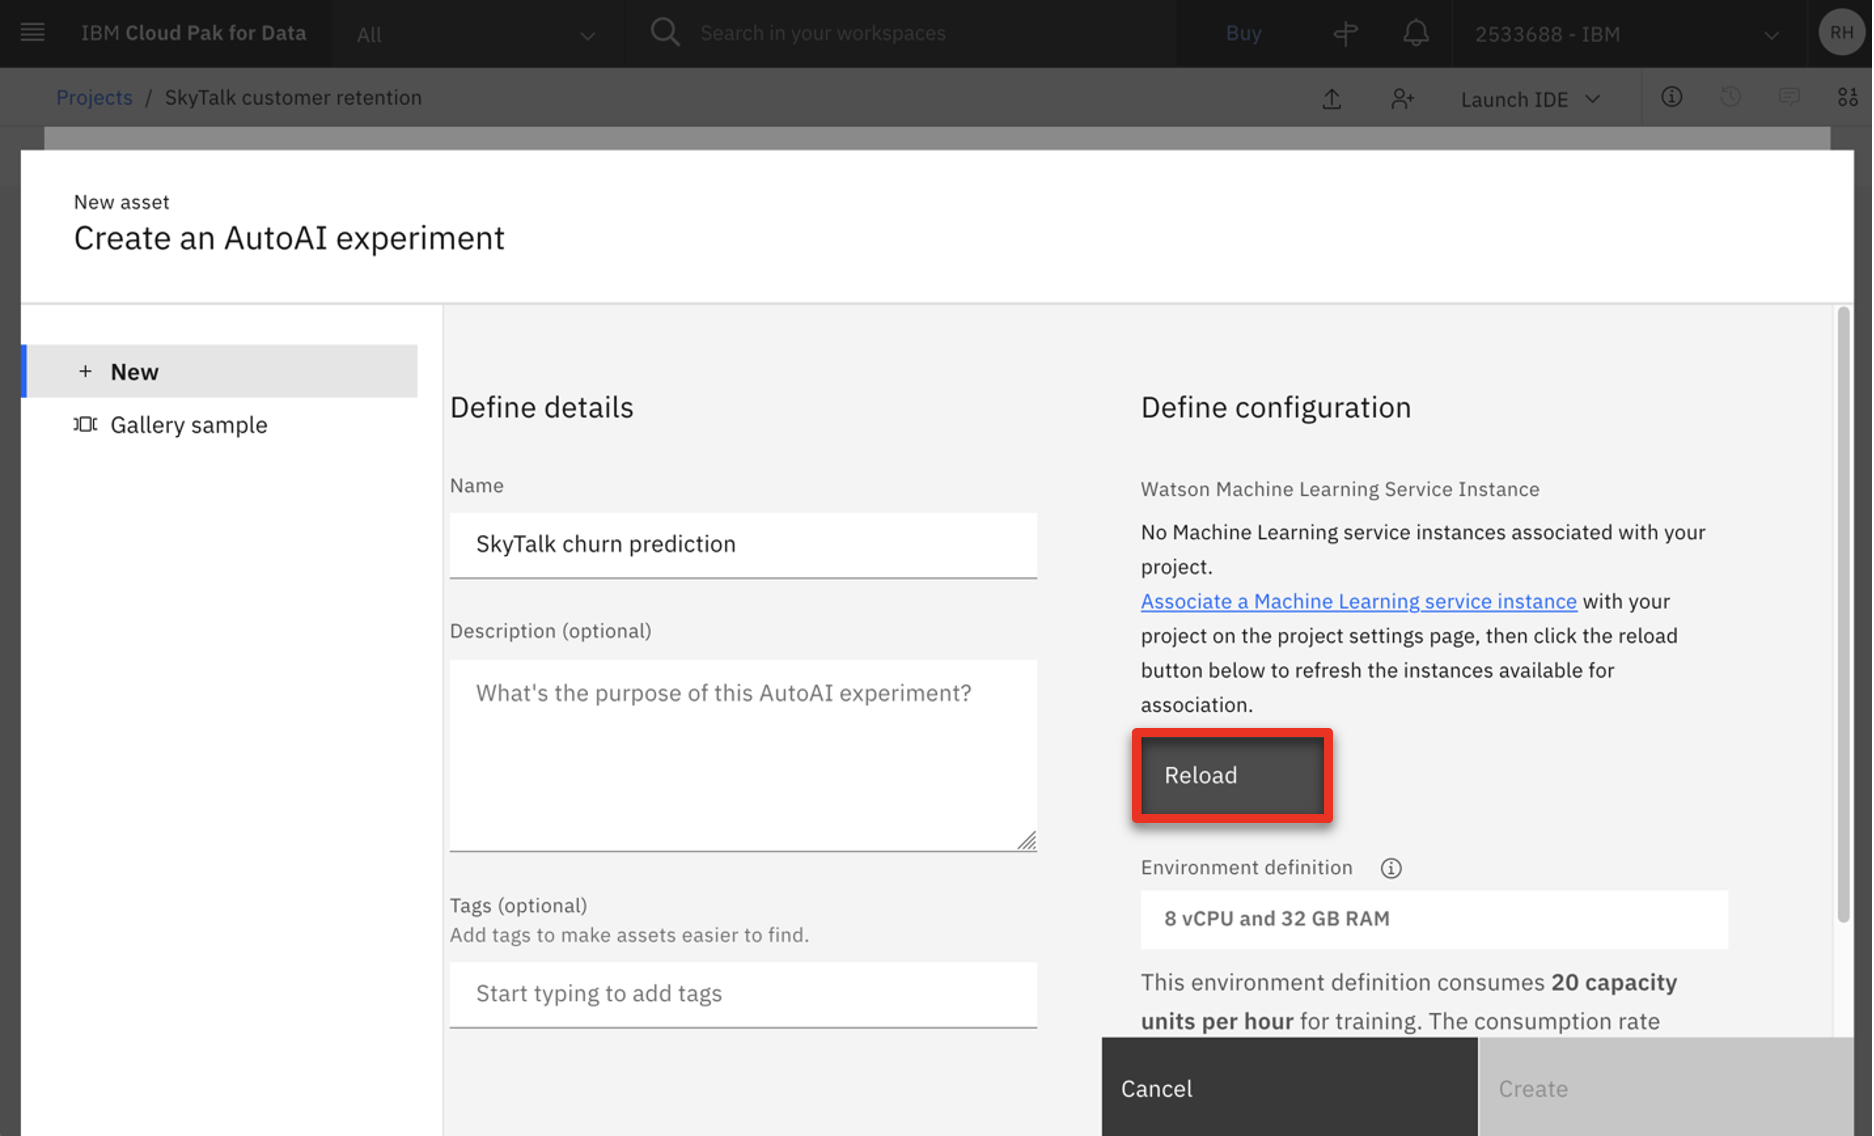 IBM Cloud Pak for Data
All
Search in your workspaces
Buy
2533688 - IBM
RH
Projects / SkyTalk customer retention
Launch IDE
New asset
Create an AutoAI experiment
+ New
Gallery sample
Define details
Name
SkyTalk churn prediction
Description (optional)
What's the purpose of this AutoAI experiment?
Tags (optional)
Add tags to make assets easier to find.
Start typing to add tags
Define configuration
Watson Machine Learning Service Instance
No Machine Learning service instances associated with your
project.
Associate a Machine Learning service instance with your
project on the project settings page, then click the reload
button below to refresh the instances available for
association.
Reload
Environment definition
8 vCPU and 32 GB RAM
This environment definition consumes 20 capacity
units per hour for training. The consumption rate
Cancel
Create